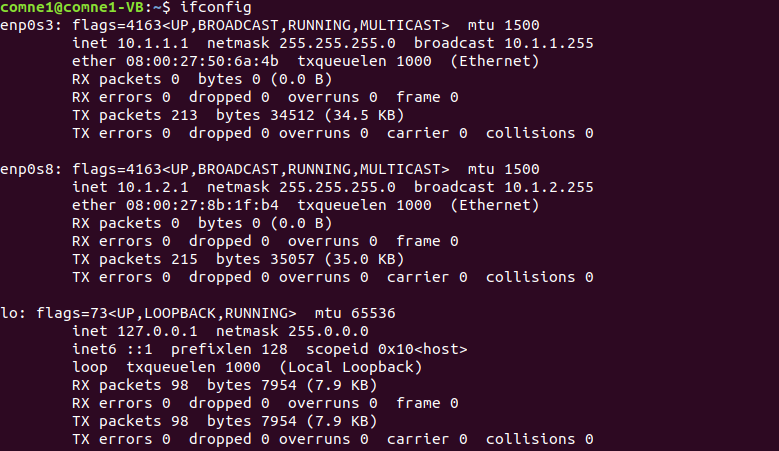 comne1@comne1-VB:~$ ifconfig
enp0s3: flags=4163<UP,BROADCAST,RUNNING,MULTICAST>  mtu 1500
        inet 10.1.1.1  netmask 255.255.255.0  broadcast 10.1.1.255
        ether 08:00:27:50:6a:4b  txqueuelen 1000  (Ethernet)
        RX packets 0  bytes 0 (0.0 B)
        RX errors 0  dropped 0  overruns 0  frame 0
        TX packets 213  bytes 34512 (34.5 KB)
        TX errors 0  dropped 0 overruns 0  carrier 0  collisions 0

enp0s8: flags=4163<UP,BROADCAST,RUNNING,MULTICAST>  mtu 1500
        inet 10.1.2.1  netmask 255.255.255.0  broadcast 10.1.2.255
        ether 08:00:27:8b:1f:b4  txqueuelen 1000  (Ethernet)
        RX packets 0  bytes 0 (0.0 B)
        RX errors 0  dropped 0  overruns 0  frame 0
        TX packets 215  bytes 35057 (35.0 KB)
        TX errors 0  dropped 0 overruns 0  carrier 0  collisions 0

lo: flags=73<UP,LOOPBACK,RUNNING>  mtu 65536
        inet 127.0.0.1  netmask 255.0.0.0
        inet6 ::1  prefixlen 128  scopeid 0x10<host>
        loop  txqueuelen 1000  (Local Loopback)
        RX packets 98  bytes 7954 (7.9 KB)
        RX errors 0  dropped 0  overruns 0  frame 0
        TX packets 98  bytes 7954 (7.9 KB)
        TX errors 0  dropped 0 overruns 0  carrier 0  collisions 0